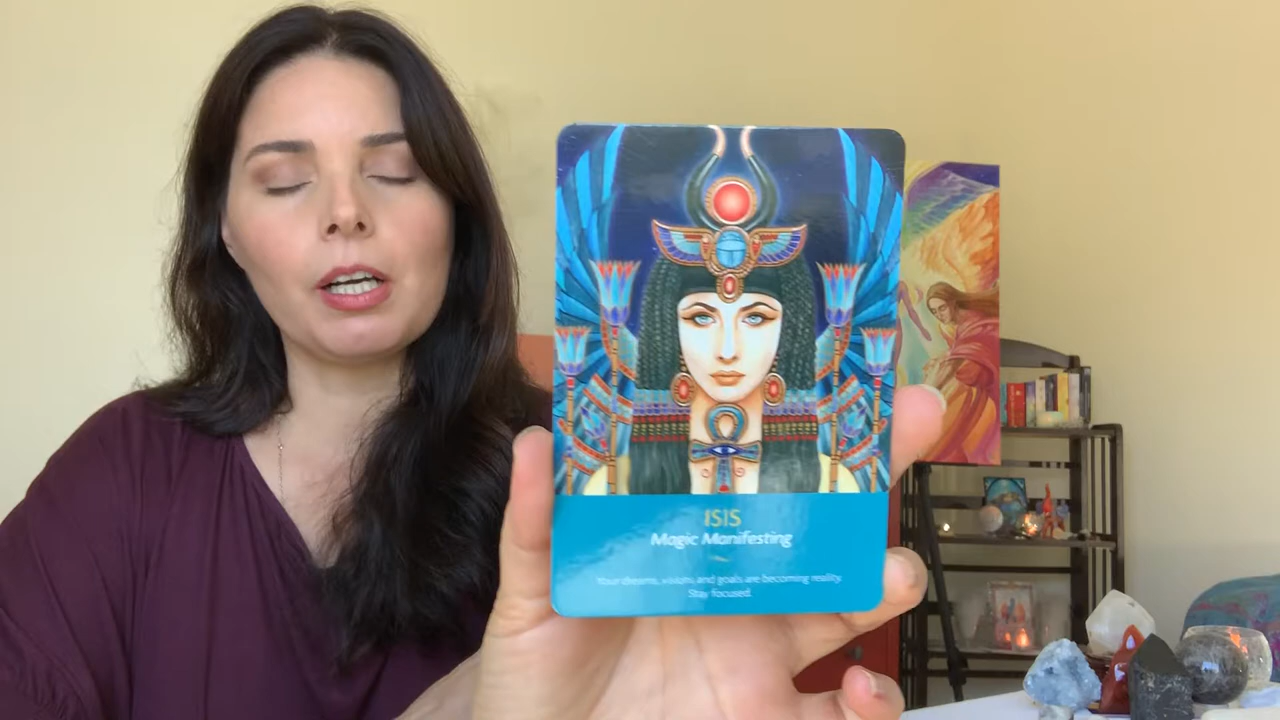 ISIS
Magic Manifesting
Your dreams, visions, and goals are becoming reality.
Stay focused.